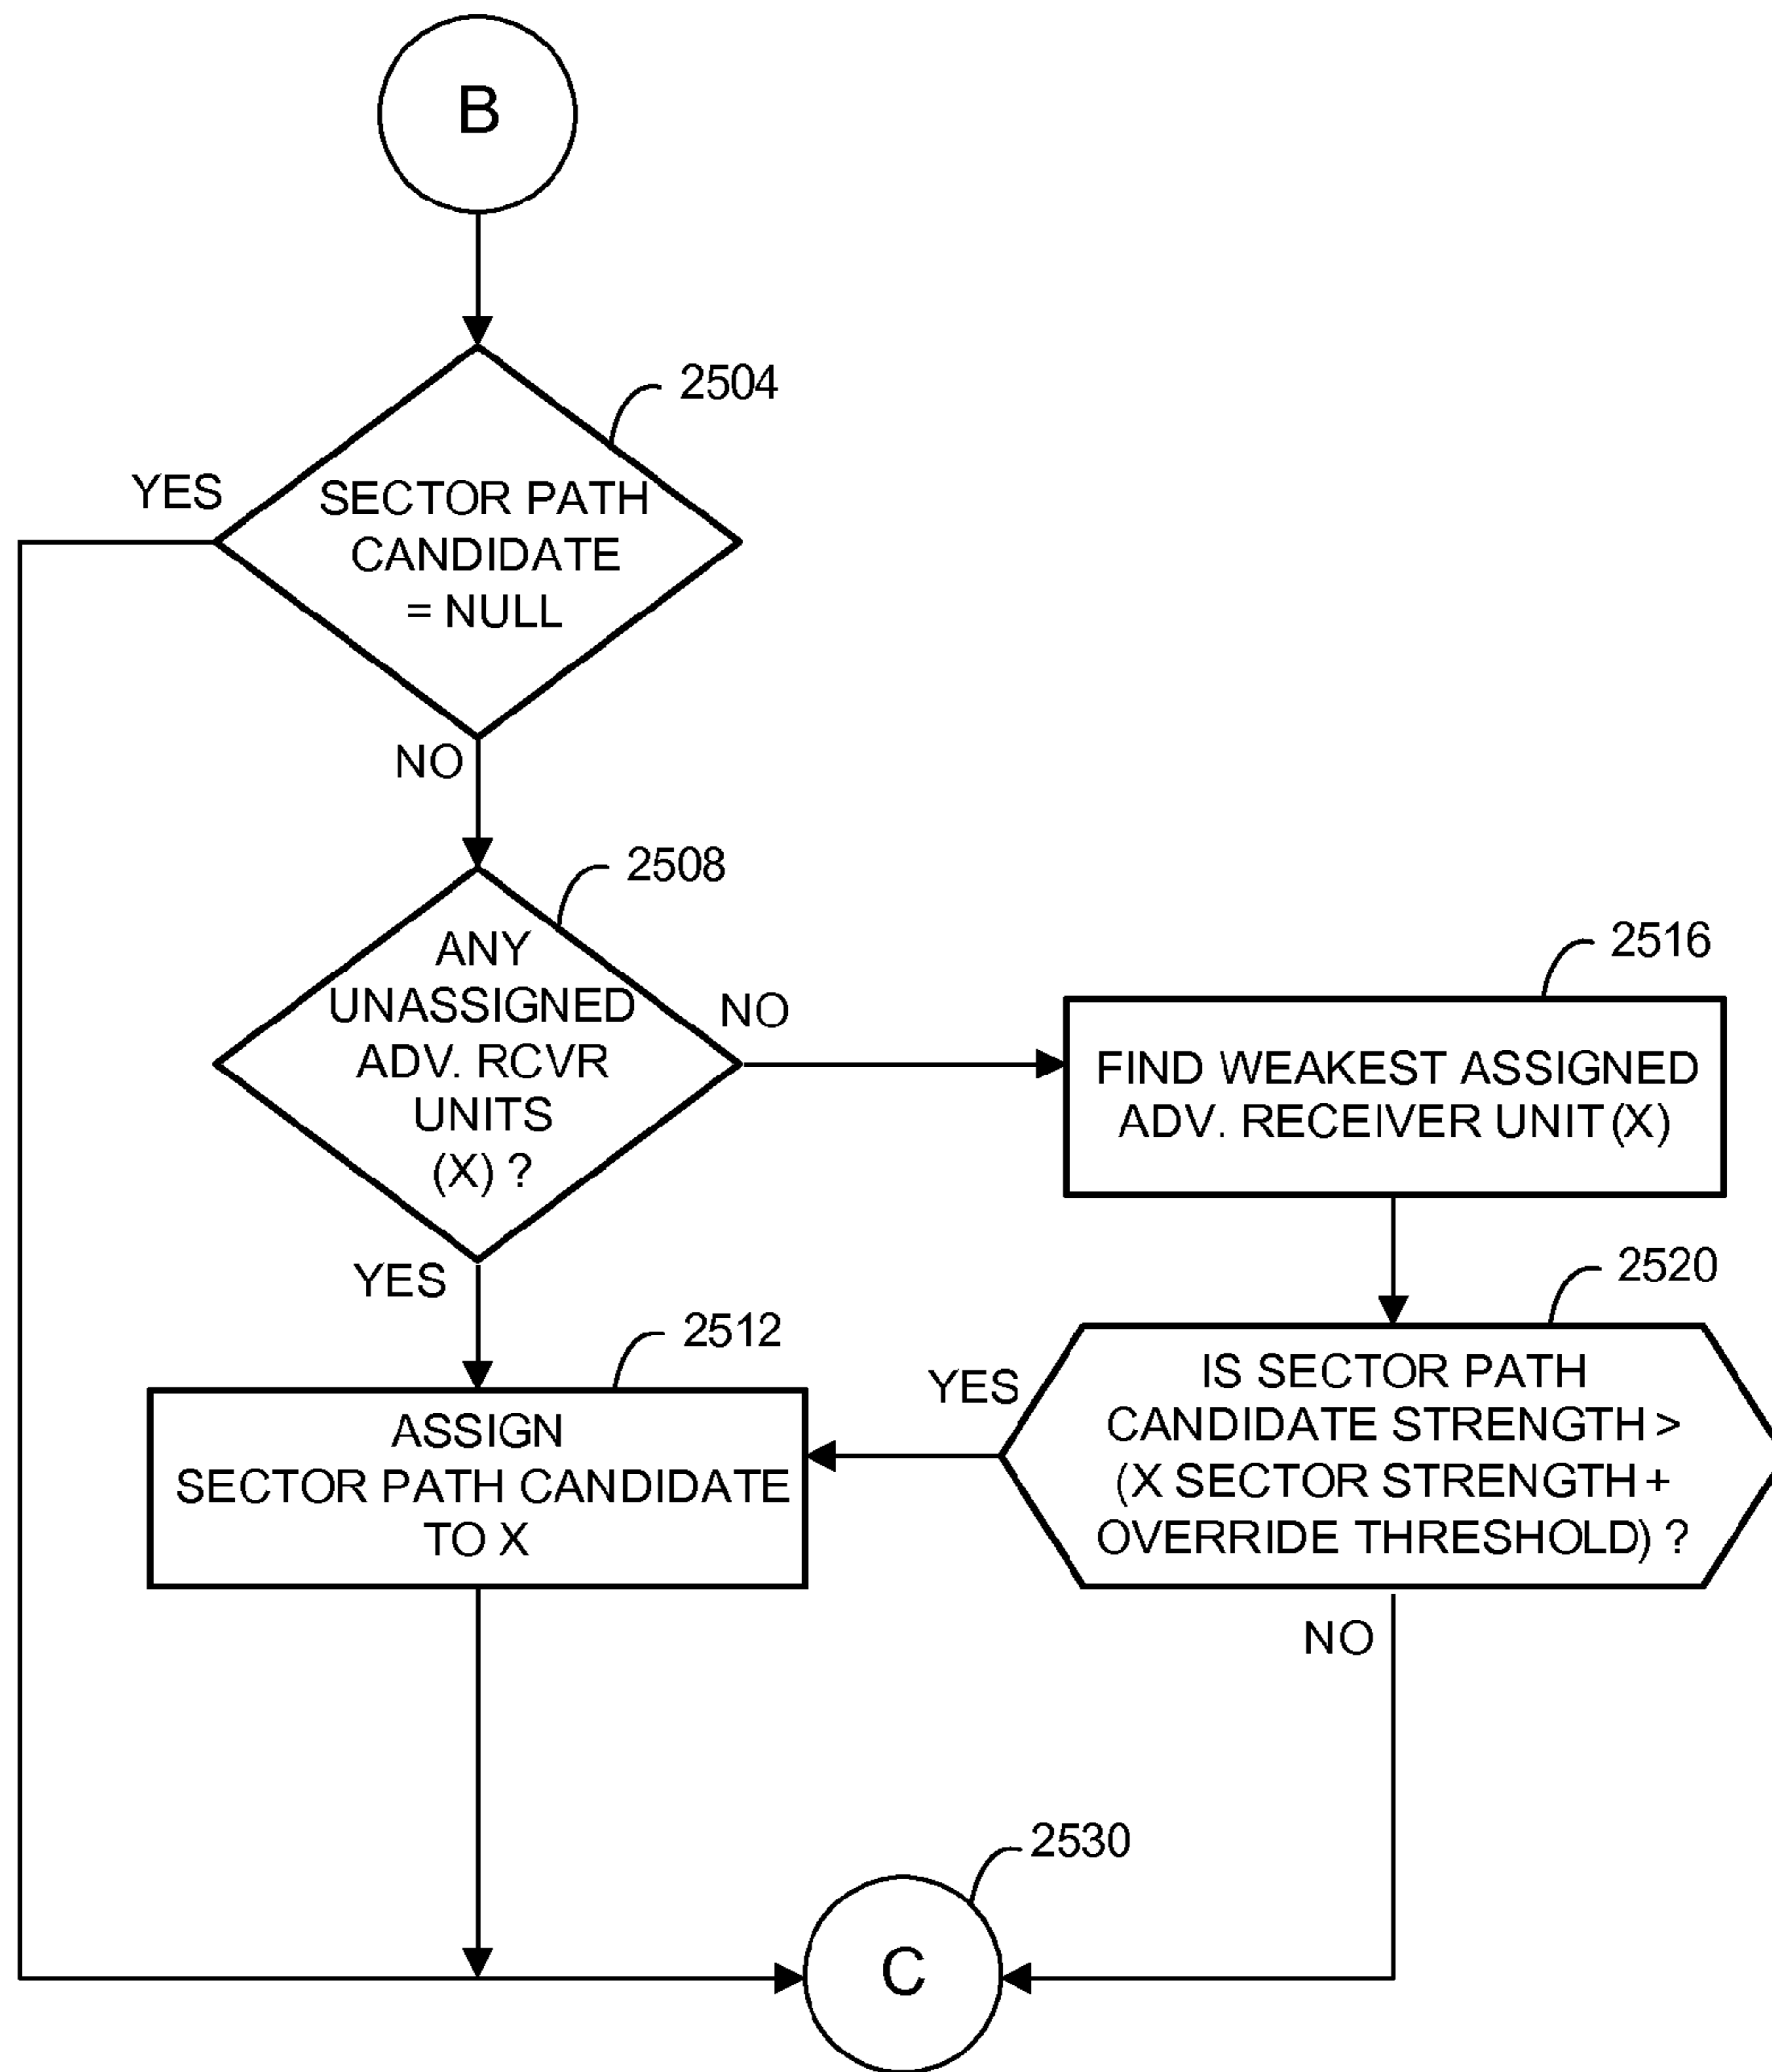 B
2504
YES
SECTOR PATH
CANDIDATE
= NULL
NO
2508
ANY
UNASSIGNED
ADV. RCVR
UNITS
(X) ?
NO
2516
FIND WEAKEST ASSIGNED
ADV. RECEIVER UNIT (X)
YES
2512
ASSIGN
SECTOR PATH CANDIDATE
TO X
2520
YES
IS SECTOR PATH
CANDIDATE STRENGTH >
(X SECTOR STRENGTH +
OVERRIDE THRESHOLD) ?
NO
2530
C